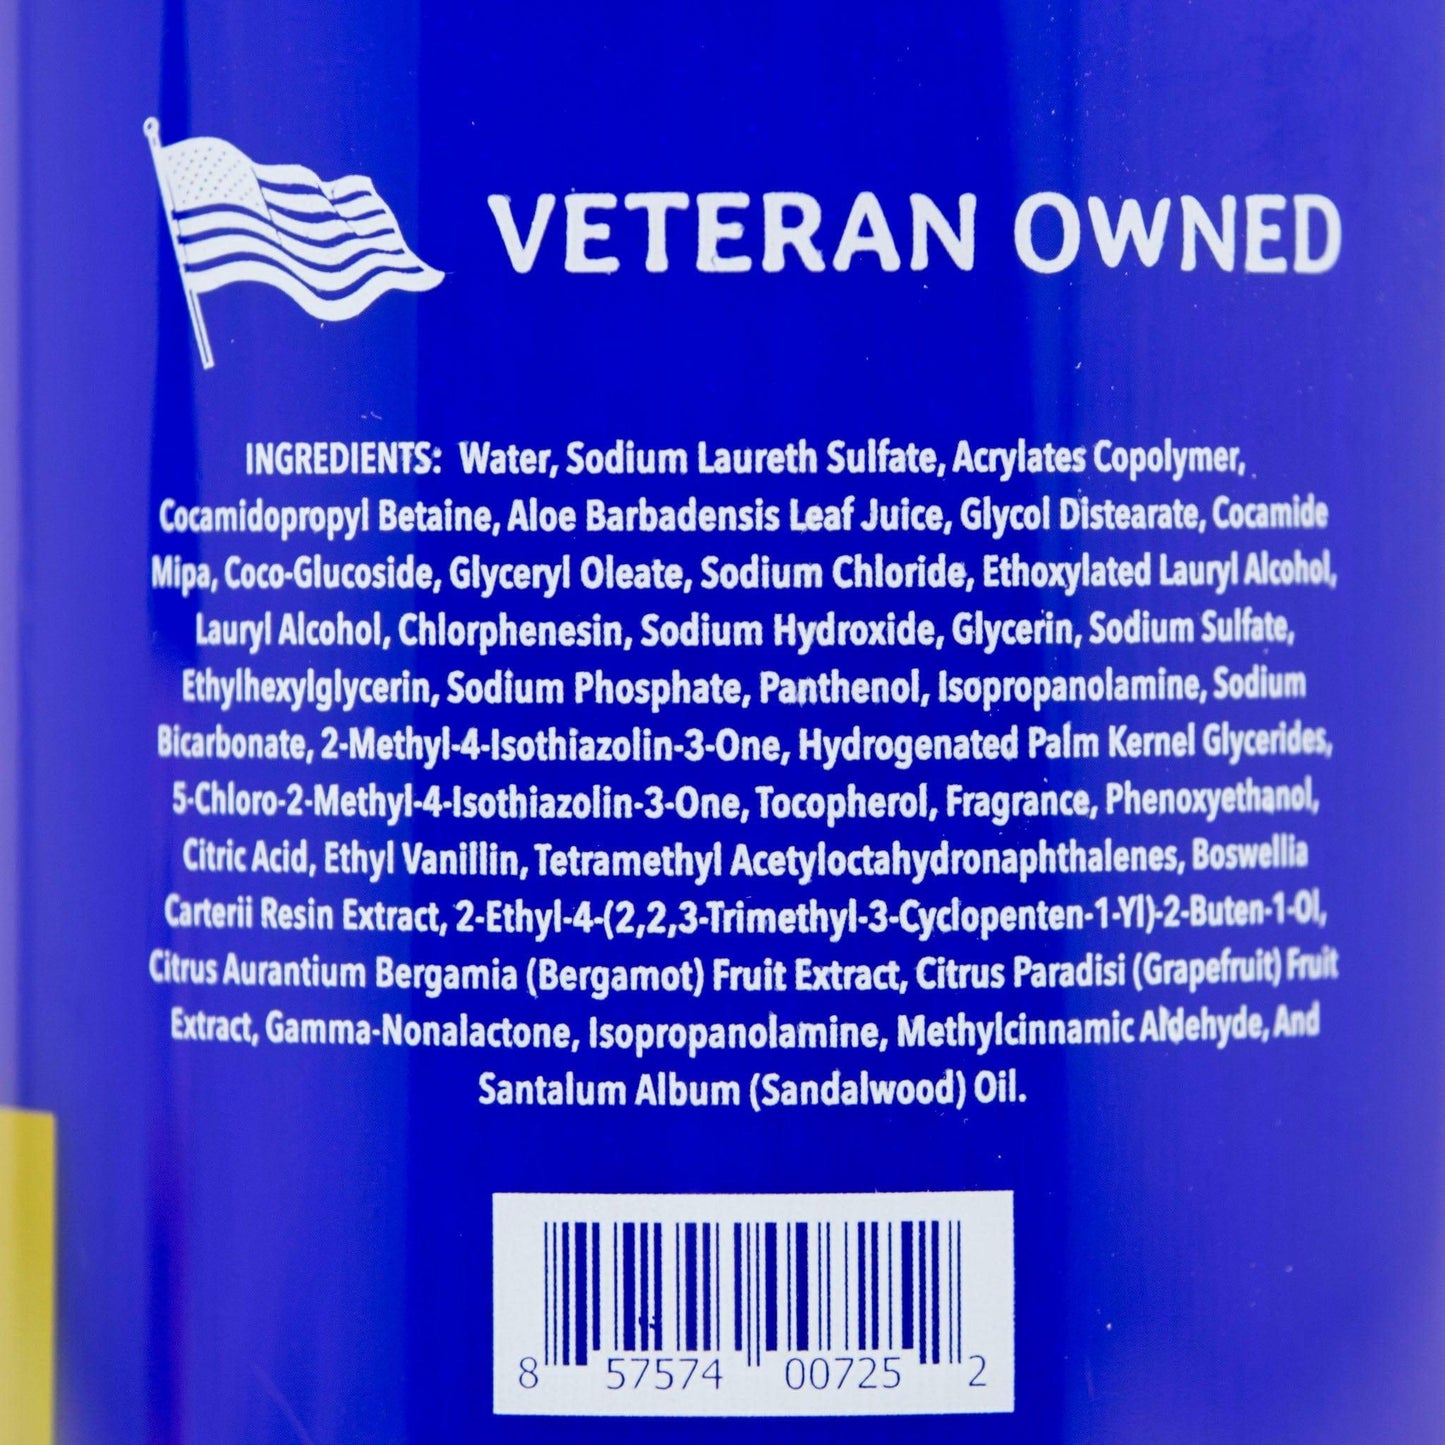 VETERAN OWNED
INGREDIENTS: Water, Sodium Laureth Sulfate, Acrylates Copolymer,
Cocamidopropyl Betaine, Aloe Barbadensis Leaf Juice, Glycol Distearate, Cocamide
Mipa, Coco-Glucoside, Glyceryl Oleate, Sodium Chloride, Ethoxylated Lauryl Alcohol,
Lauryl Alcohol, Chlorphenesin, Sodium Hydroxide, Glycerin, Sodium Sulfate,
Ethylhexylglycerin, Sodium Phosphate, Panthenol, Isopropanolamine, Sodium
Bicarbonate, 2-Methyl-4-Isothiazolin-3-One, Hydrogenated Palm Kernel Glycerides,
5-Chloro-2-Methyl-4-Isothiazolin-3-One, Tocopherol, Fragrance, Phenoxyethanol,
Citric Acid, Ethyl Vanillin, Tetramethyl Acetyloctahydronaphthalenes, Boswellia
Carterii Resin Extract, 2-Ethyl-4-(2,2,3-Trimethyl-3-Cyclopenten-1-Yl)-2-Buten-1-Ol,
Citrus Aurantium Bergamia (Bergamot) Fruit Extract, Citrus Paradisi (Grapefruit) Fruit
Extract, Gamma-Nonalactone, Isopropanolamine, Methylcinnamic Aldehyde, And
Santalum Album (Sandalwood) Oil.
8 57574 00725 2